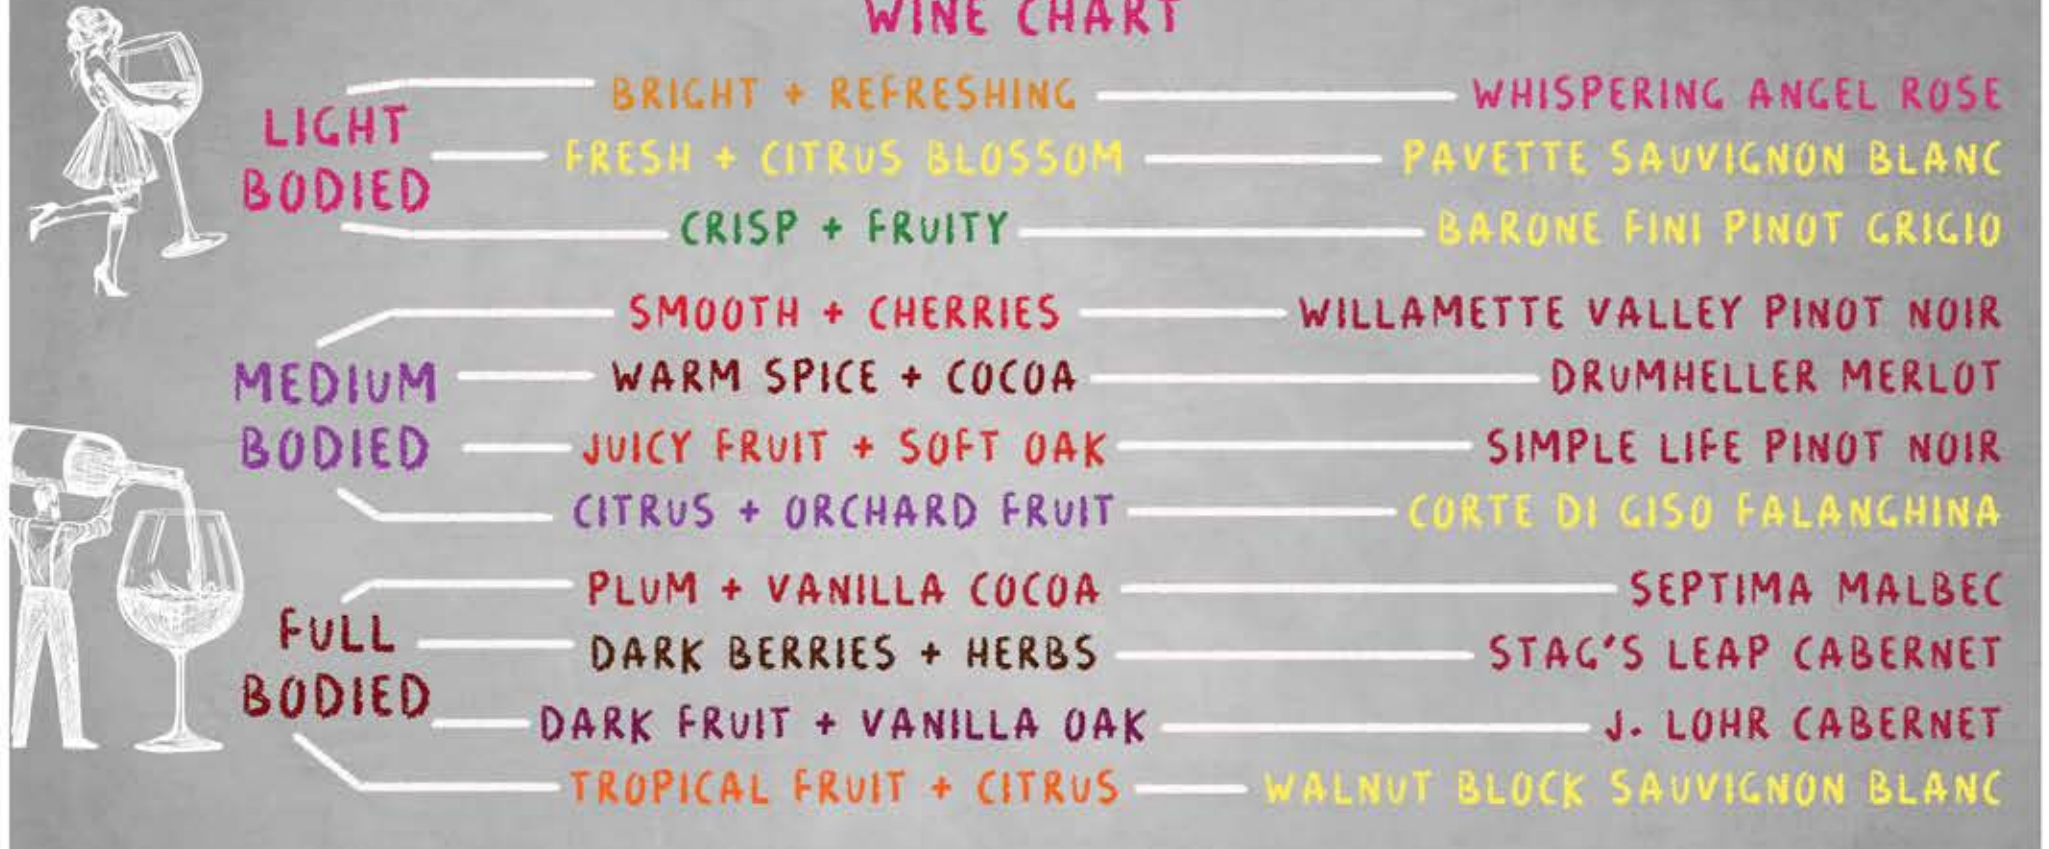 WINE CHART
LIGHT BODIED
BRIGHT + REFRESHING WHISPERING ANGEL ROSE
FRESH + CITRUS BLOSSOM PAVETTE SAUVIGNON BLANC
CRISP + FRUITY BARONE FINI PINOT GRIGIO
MEDIUM BODIED
SMOOTH + CHERRIES WILLAMETTE VALLEY PINOT NOIR
WARM SPICE + COCOA DRUMHELLER MERLOT
JUICY FRUIT + SOFT OAK SIMPLE LIFE PINOT NOIR
CITRUS + ORCHARD FRUIT CORTE DI GISO FALANGHINA
FULL BODIED
PLUM + VANILLA COCOA SEPTIMA MALBEC
DARK BERRIES + HERBS STAG'S LEAP CABERNET
DARK FRUIT + VANILLA OAK J. LOHR CABERNET
TROPICAL FRUIT + CITRUS WALNUT BLOCK SAUVIGNON BLANC